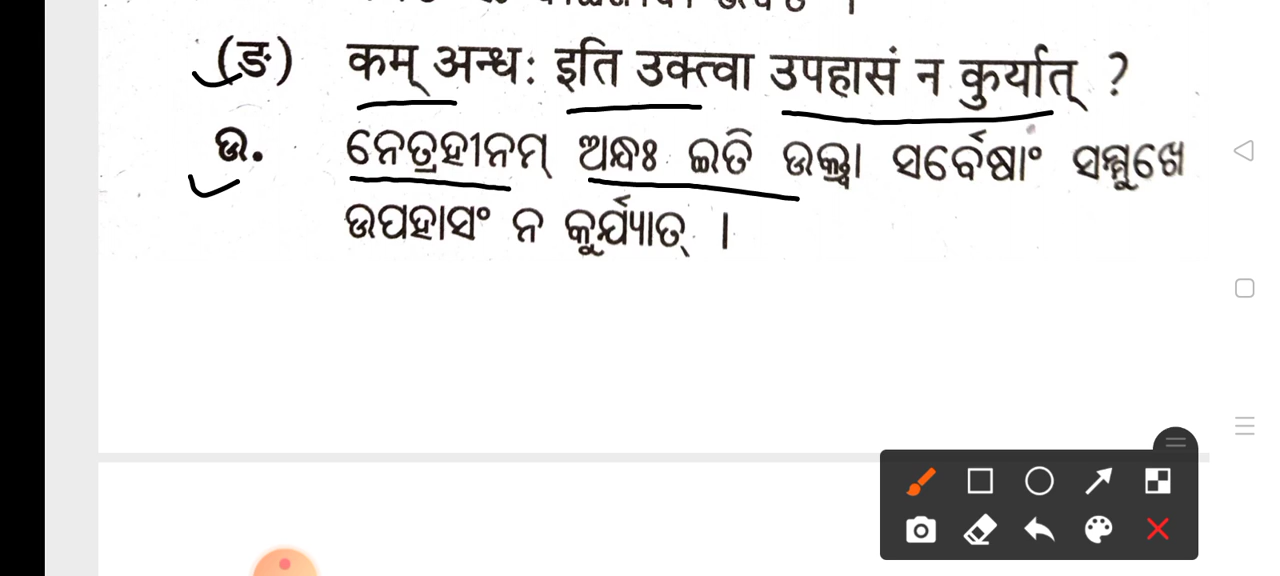 (ଙ) कम् अन्धः इति उक्त्वा उपहासं न कुर्यात् ?
ଉ. ନେତ୍ରହୀନମ୍ ଅନ୍ଧଃ ଇତି ଉକ୍ତ୍ୱା ସର୍ବେଷାଂ ସମ୍ମୁଖେ
ଉପହାସଂ ନ କୁର୍ଯ୍ୟାତ୍ ।